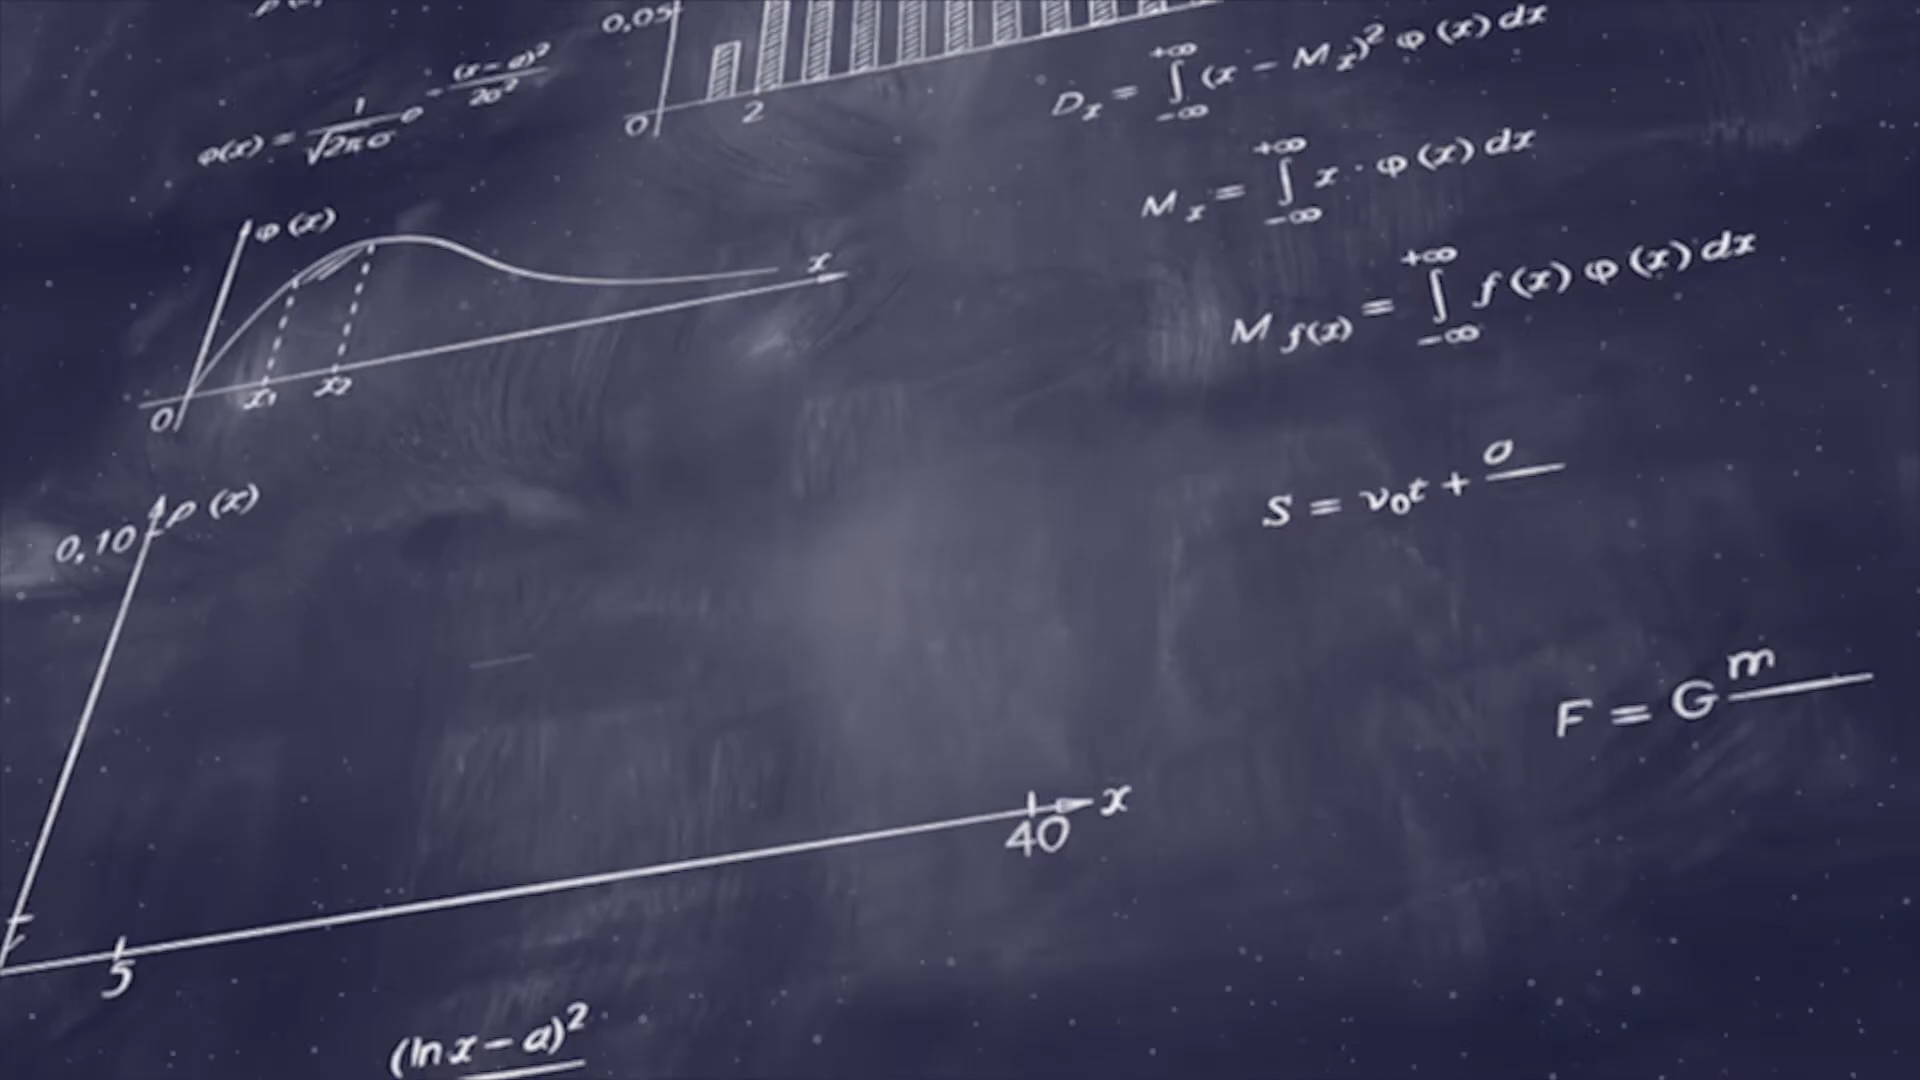 0,05
φ(x) = 1/√2πσ e - (x-a)²/2σ²
0 2
D_x = ∫_{-∞}^{+∞} (x - M_x)² φ(x) dx
M_x = ∫_{-∞}^{+∞} x · φ(x) dx
φ(x)
M_{f(x)} = ∫_{-∞}^{+∞} f(x) φ(x) dx
x
0 x₁ x₂
S = v₀t +
ρ(x)
0,10
F = G m
x
40
5
(ln x - a)²